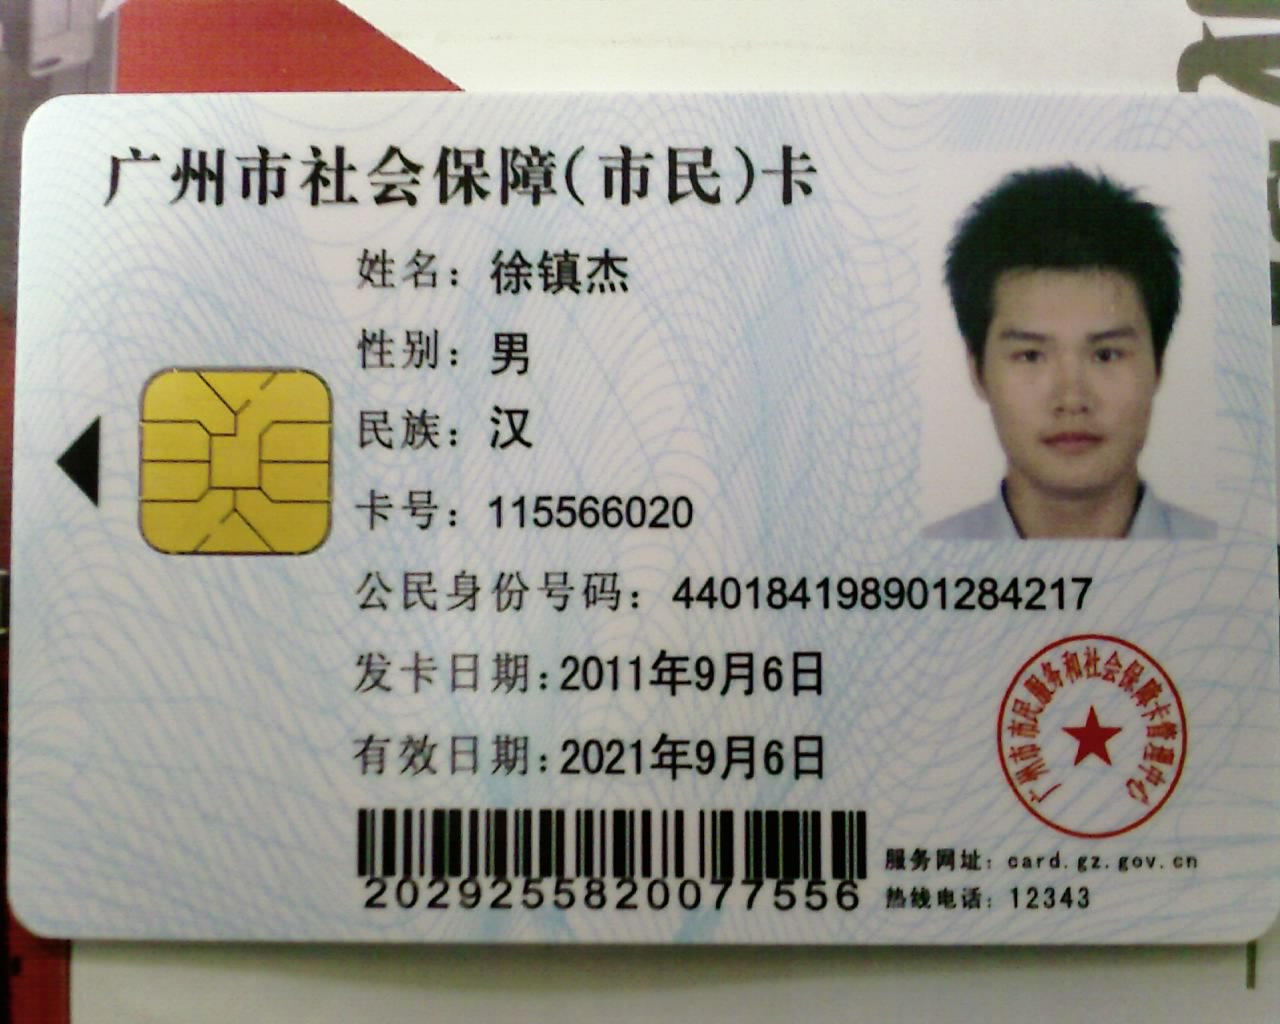 广州市社会保障(市民)卡
姓名：徐镇杰
性别：男
民族：汉
卡号：115566020
公民身份号码：440184198901284217
发卡日期：2011年9月6日
有效日期：2021年9月6日
广州市市民服务和社会保障卡管理中心
2029255820077556
服务网址：card.gz.gov.cn
热线电话：12343